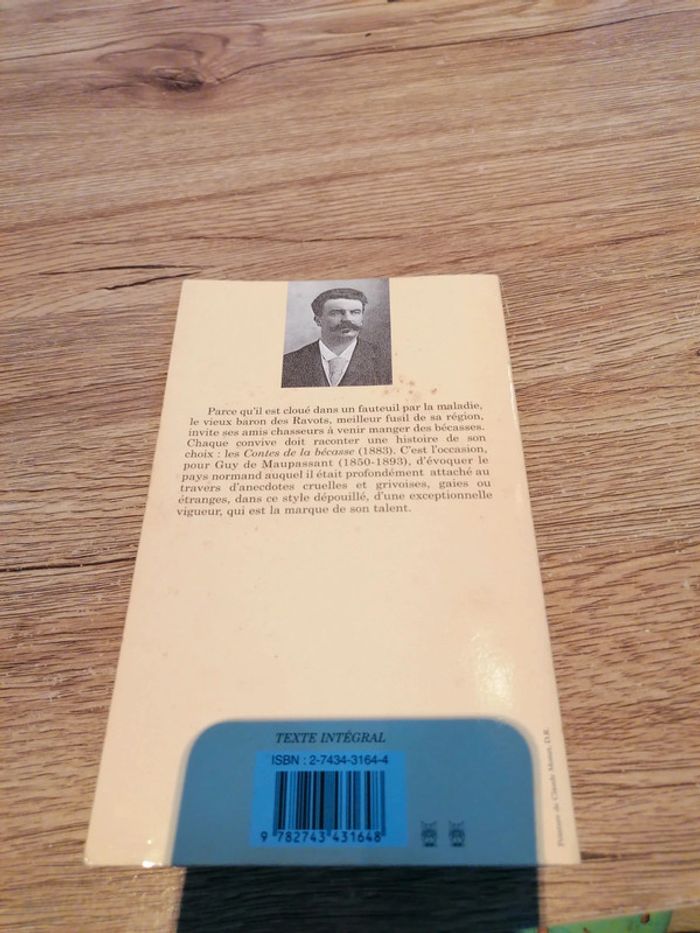 Parce qu'il est cloué dans un fauteuil par la maladie,
le vieux baron des Ravots, meilleur fusil de sa région,
invite ses amis chasseurs à venir manger des bécasses.
Chaque convive doit raconter une histoire de son
choix : les Contes de la bécasse (1883). C'est l'occasion,
pour Guy de Maupassant (1850-1893), d'évoquer le
pays normand auquel il était profondément attaché au
travers d'anecdotes cruelles et grivoises, gaies ou
étranges, dans ce style dépouillé, d'une exceptionnelle
vigueur, qui est la marque de son talent.
TEXTE INTÉGRAL
ISBN : 2-7434-3164-4
9 782743 431648
Peinture de Claude Monet, D.R.